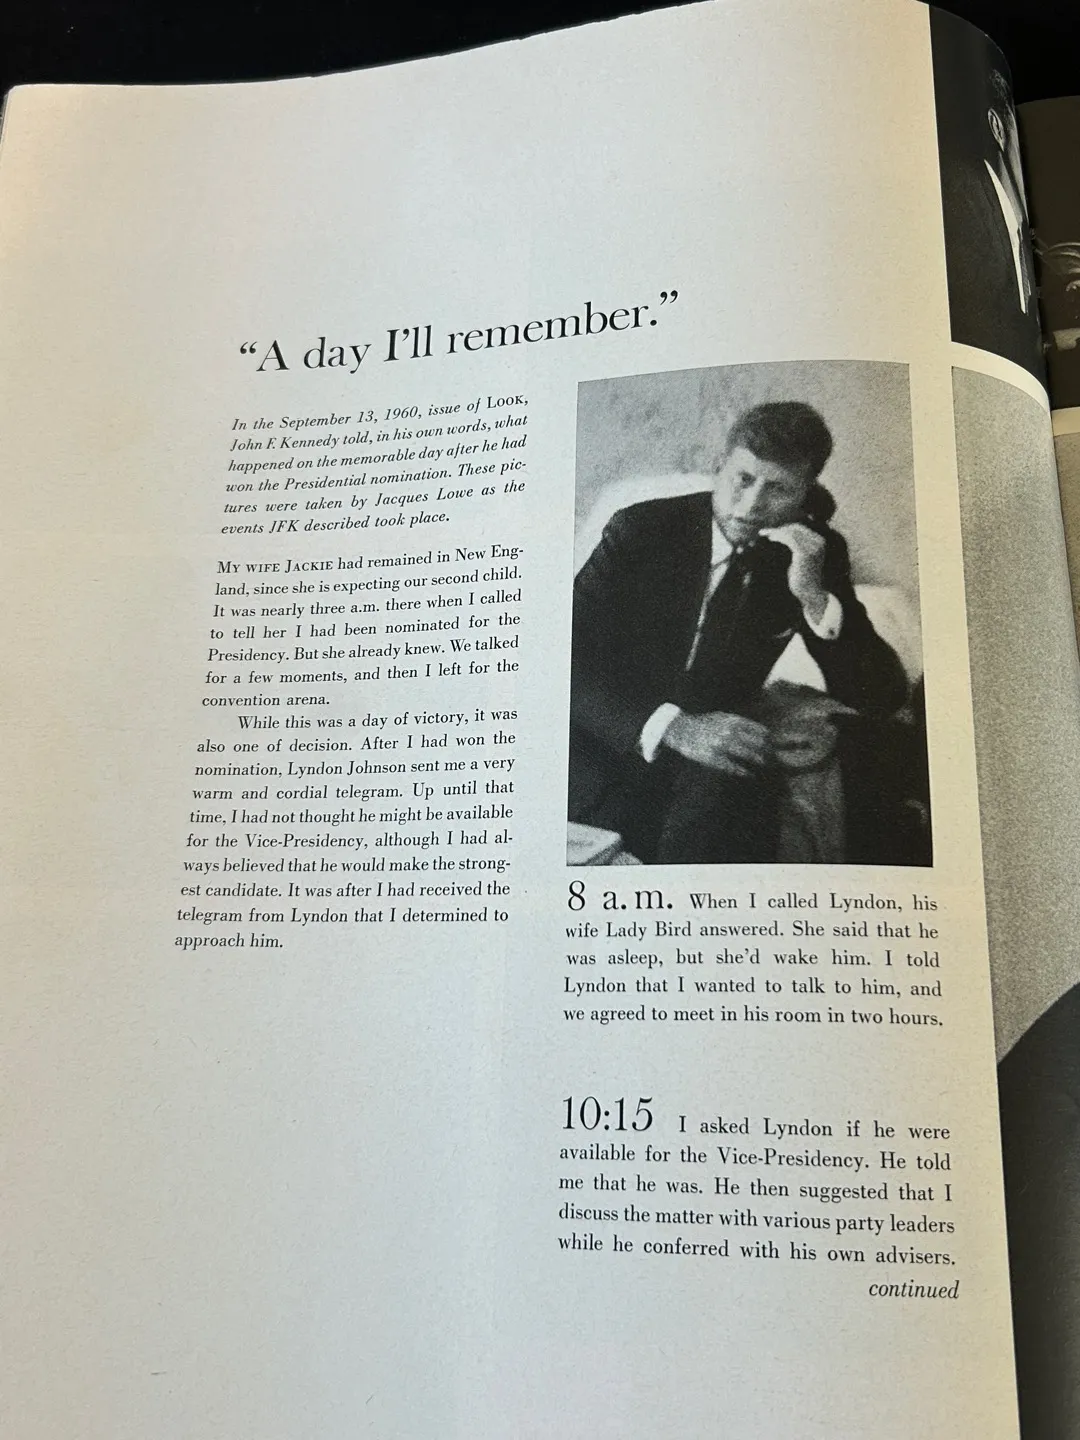 “A day I’ll remember.”
In the September 13, 1960, issue of LOOK,
John F. Kennedy told, in his own words, what
happened on the memorable day after he had
won the Presidential nomination. These pic-
tures were taken by Jacques Lowe as the
events JFK described took place.
MY WIFE JACKIE had remained in New Eng-
land, since she is expecting our second child.
It was nearly three a.m. there when I called
to tell her I had been nominated for the
Presidency. But she already knew. We talked
for a few moments, and then I left for the
convention arena.
While this was a day of victory, it was
also one of decision. After I had won the
nomination, Lyndon Johnson sent me a very
warm and cordial telegram. Up until that
time, I had not thought he might be available
for the Vice-Presidency, although I had al-
ways believed that he would make the strong-
est candidate. It was after I had received the
telegram from Lyndon that I determined to
approach him.
8 a.m. When I called Lyndon, his
wife Lady Bird answered. She said that he
was asleep, but she’d wake him. I told
Lyndon that I wanted to talk to him, and
we agreed to meet in his room in two hours.
10:15 I asked Lyndon if he were
available for the Vice-Presidency. He told
me that he was. He then suggested that I
discuss the matter with various party leaders
while he conferred with his own advisers.
continued